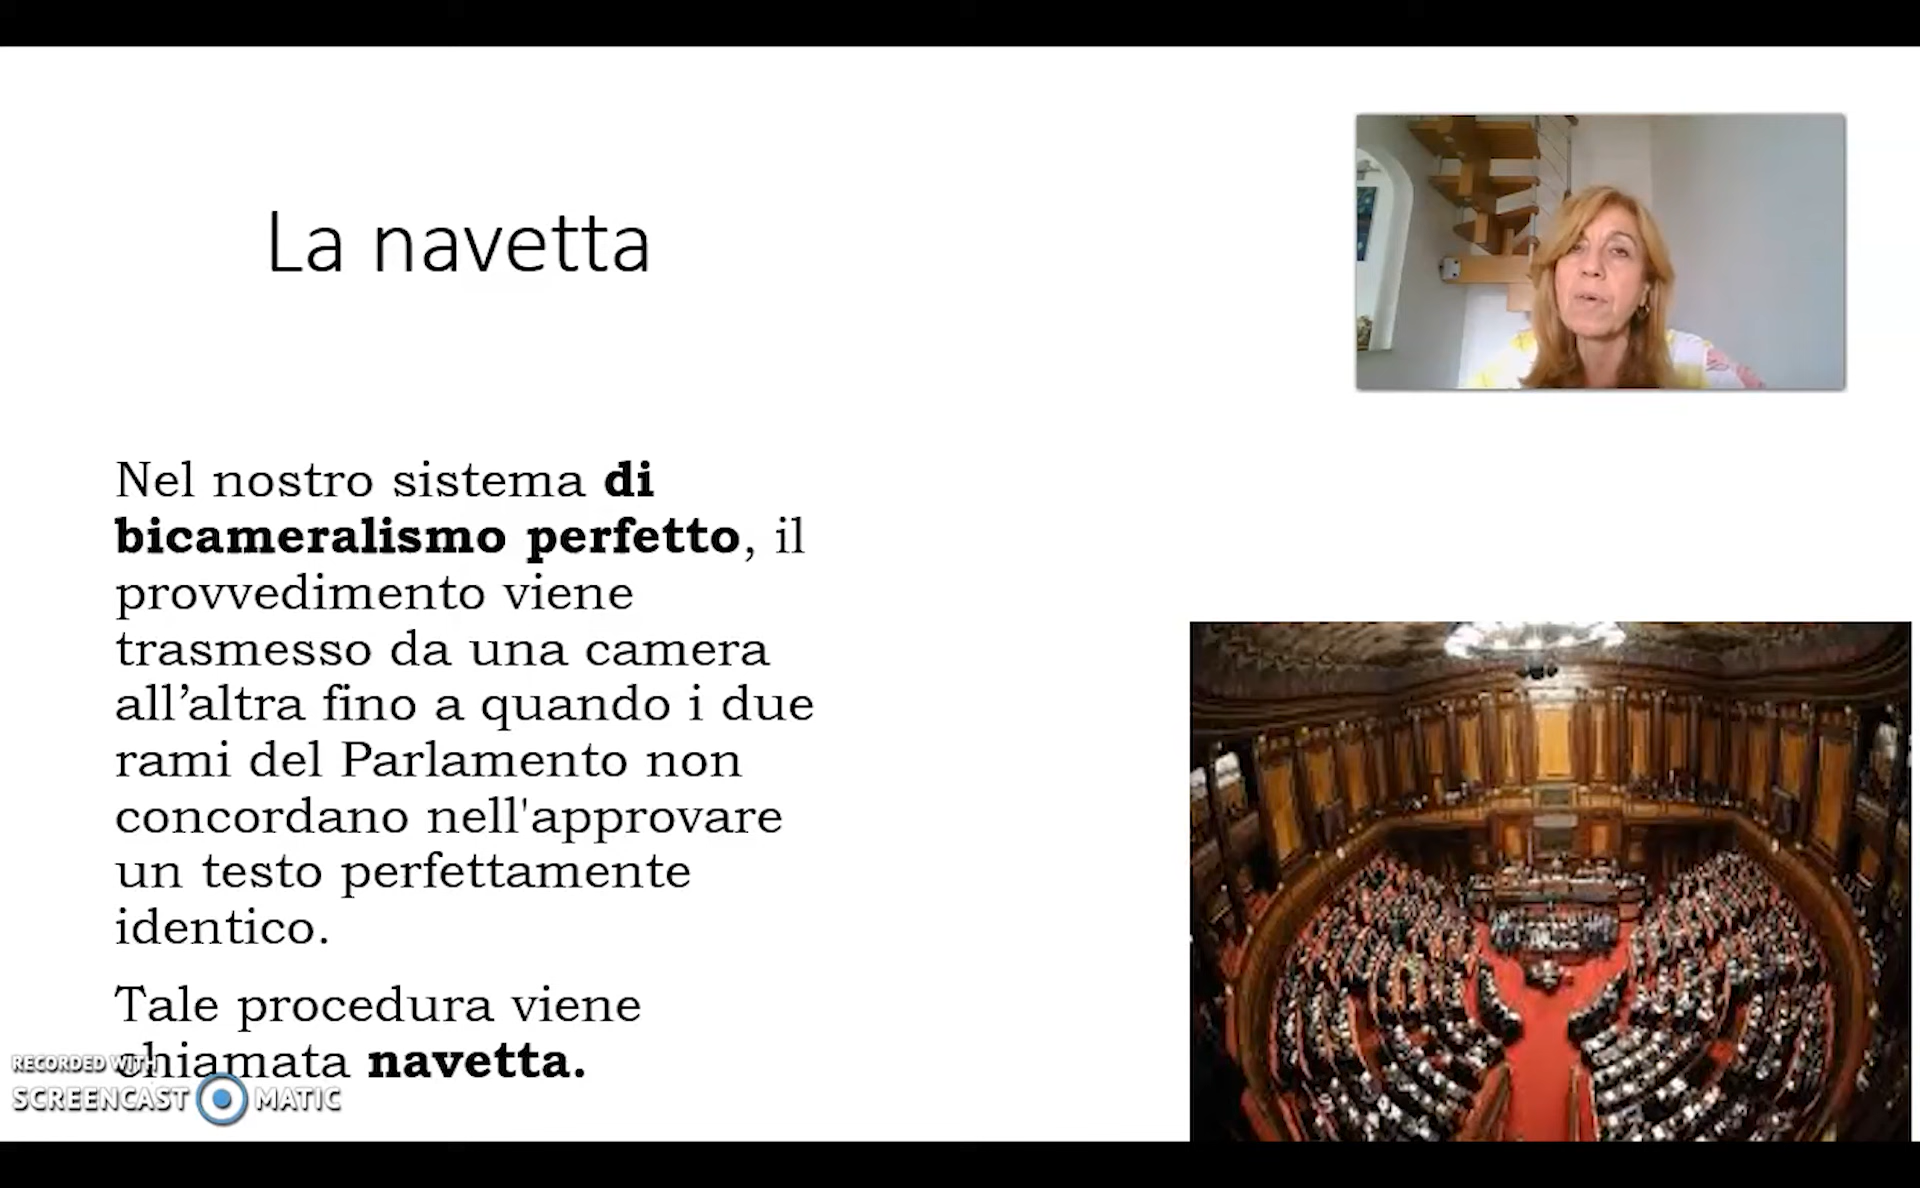 La navetta
Nel nostro sistema di
bicameralismo perfetto, il
provvedimento viene
trasmesso da una camera
all’altra fino a quando i due
rami del Parlamento non
concordano nell'approvare
un testo perfettamente
identico.
Tale procedura viene
chiamata navetta.
RECORDED WITH
SCREENCAST MATIC